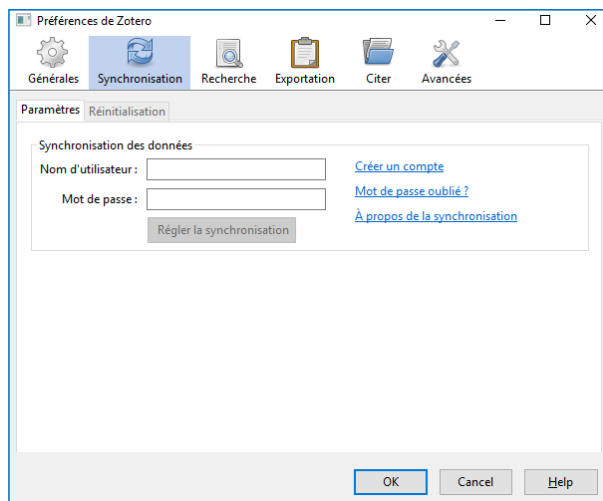 Préférences de Zotero
Générales Synchronisation Recherche Exportation Citer Avancées
Paramètres Réinitialisation
Synchronisation des données
Nom d'utilisateur : Créer un compte
Mot de passe oublié ?
Mot de passe :
À propos de la synchronisation
Régler la synchronisation
OK Cancel Help